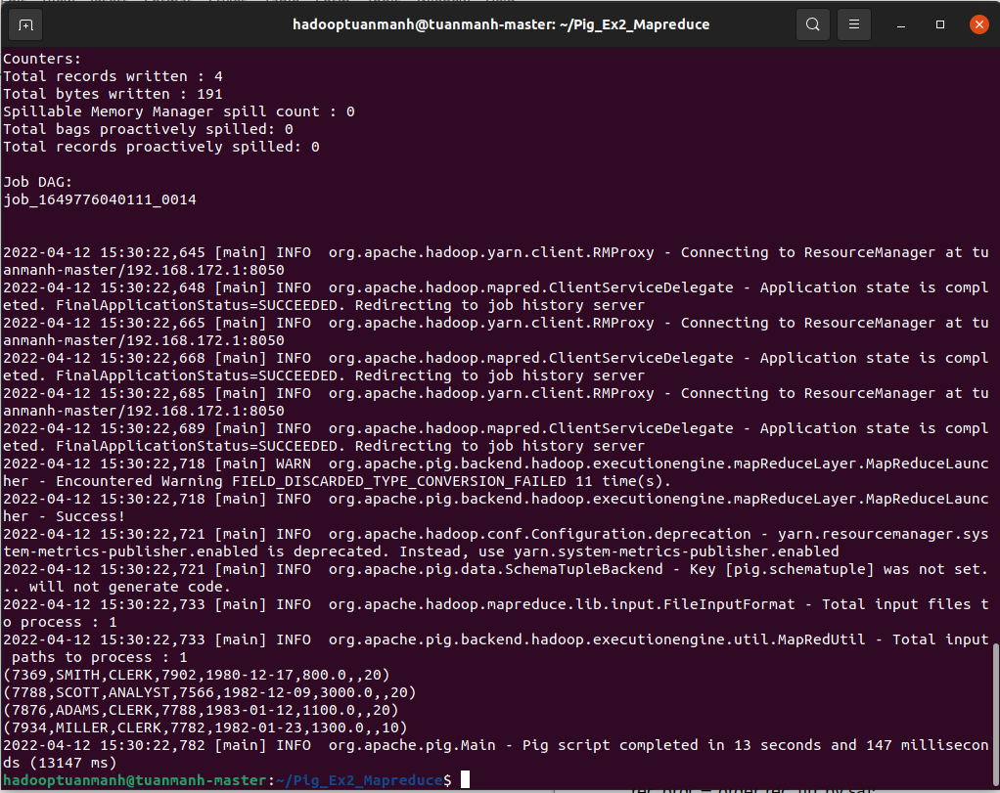 hadooptuanmanh@tuanmanh-master: ~/Pig_Ex2_Mapreduce
Counters:
Total records written : 4
Total bytes written : 191
Spillable Memory Manager spill count : 0
Total bags proactively spilled: 0
Total records proactively spilled: 0
Job DAG:
job_1649776040111_0014
2022-04-12 15:30:22,645 [main] INFO  org.apache.hadoop.yarn.client.RMProxy - Connecting to ResourceManager at tu
anmanh-master/192.168.172.1:8050
2022-04-12 15:30:22,648 [main] INFO  org.apache.hadoop.mapred.ClientServiceDelegate - Application state is compl
eted. FinalApplicationStatus=SUCCEEDED. Redirecting to job history server
2022-04-12 15:30:22,665 [main] INFO  org.apache.hadoop.yarn.client.RMProxy - Connecting to ResourceManager at tu
anmanh-master/192.168.172.1:8050
2022-04-12 15:30:22,668 [main] INFO  org.apache.hadoop.mapred.ClientServiceDelegate - Application state is compl
eted. FinalApplicationStatus=SUCCEEDED. Redirecting to job history server
2022-04-12 15:30:22,685 [main] INFO  org.apache.hadoop.yarn.client.RMProxy - Connecting to ResourceManager at tu
anmanh-master/192.168.172.1:8050
2022-04-12 15:30:22,689 [main] INFO  org.apache.hadoop.mapred.ClientServiceDelegate - Application state is compl
eted. FinalApplicationStatus=SUCCEEDED. Redirecting to job history server
2022-04-12 15:30:22,718 [main] WARN  org.apache.pig.backend.hadoop.executionengine.mapReduceLayer.MapReduceLaunc
her - Encountered Warning FIELD_DISCARDED_TYPE_CONVERSION_FAILED 11 time(s).
2022-04-12 15:30:22,718 [main] INFO  org.apache.pig.backend.hadoop.executionengine.mapReduceLayer.MapReduceLaunc
her - Success!
2022-04-12 15:30:22,721 [main] INFO  org.apache.hadoop.conf.Configuration.deprecation - yarn.resourcemanager.sys
tem-metrics-publisher.enabled is deprecated. Instead, use yarn.system-metrics-publisher.enabled
2022-04-12 15:30:22,721 [main] INFO  org.apache.pig.data.SchemaTupleBackend - Key [pig.schematuple] was not set.
.. will not generate code.
2022-04-12 15:30:22,733 [main] INFO  org.apache.hadoop.mapreduce.lib.input.FileInputFormat - Total input files t
o process : 1
2022-04-12 15:30:22,733 [main] INFO  org.apache.pig.backend.hadoop.executionengine.util.MapRedUtil - Total input
 paths to process : 1
(7369,SMITH,CLERK,7902,1980-12-17,800.0,,20)
(7788,SCOTT,ANALYST,7566,1982-12-09,3000.0,,20)
(7876,ADAMS,CLERK,7788,1983-01-12,1100.0,,20)
(7934,MILLER,CLERK,7782,1982-01-23,1300.0,,10)
2022-04-12 15:30:22,782 [main] INFO  org.apache.pig.Main - Pig script completed in 13 seconds and 147 millisecon
ds (13147 ms)
hadooptuanmanh@tuanmanh-master:~/Pig_Ex2_Mapreduce$